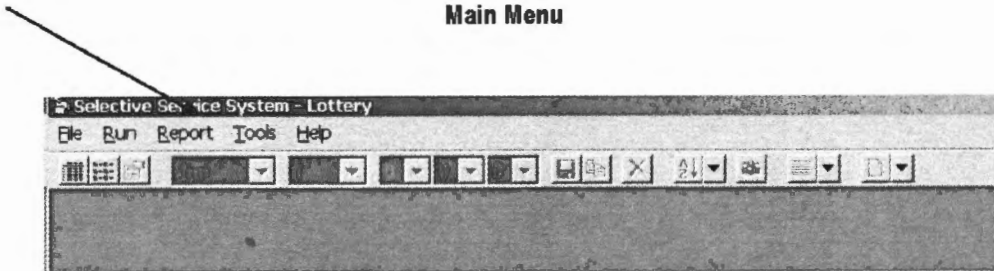 Main Menu
Selective Service System - Lottery
File Run Report Tools Help